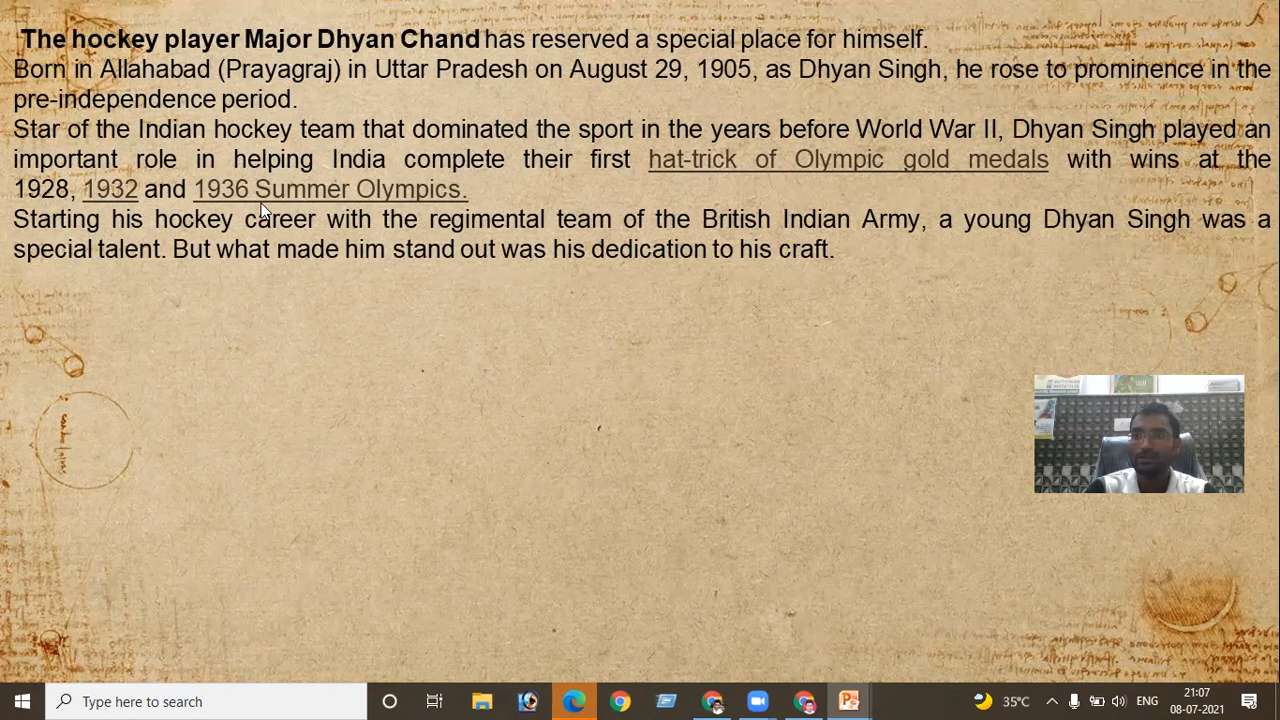 The hockey player Major Dhyan Chand has reserved a special place for himself.
Born in Allahabad (Prayagraj) in Uttar Pradesh on August 29, 1905, as Dhyan Singh, he rose to prominence in the
pre-independence period.
Star of the Indian hockey team that dominated the sport in the years before World War II, Dhyan Singh played an
important role in helping India complete their first hat-trick of Olympic gold medals with wins at the
1928, 1932 and 1936 Summer Olympics.
Starting his hockey career with the regimental team of the British Indian Army, a young Dhyan Singh was a
special talent. But what made him stand out was his dedication to his craft.
Type here to search
35°C
ENG
21:07
08-07-2021